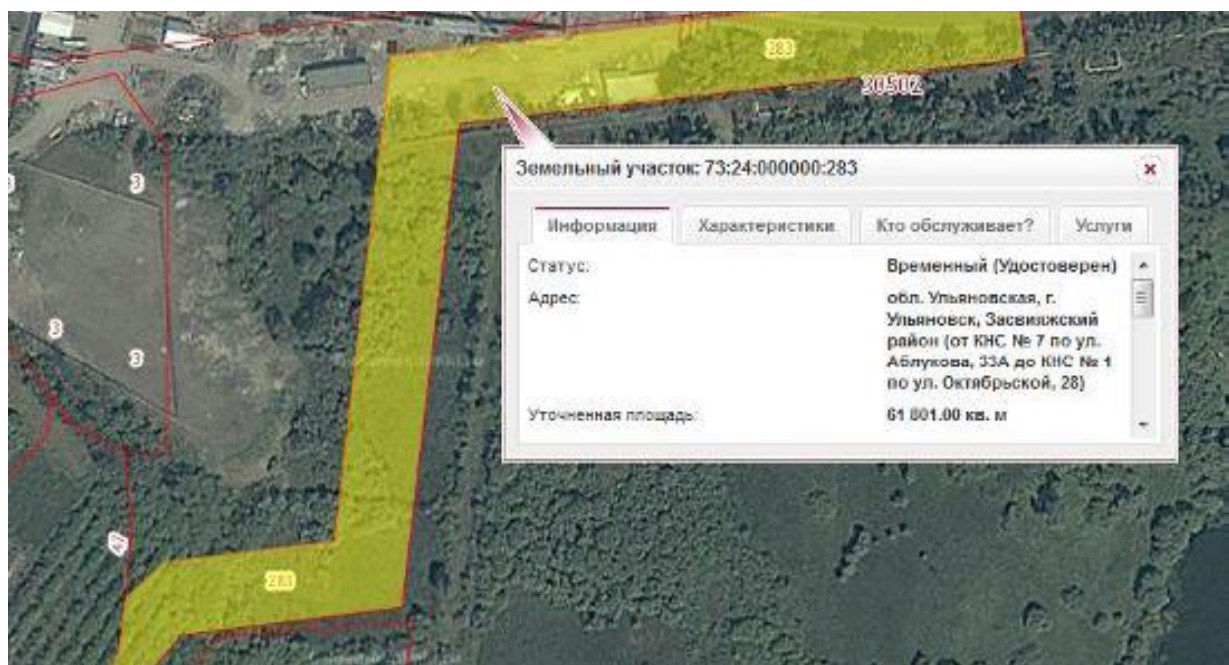 283
30502
Земельный участок: 73:24:000000:283
Информация Характеристики Кто обслуживает? Услуги
Статус: Временный (Удостоверен)
Адрес: обл. Ульяновская, г.
Ульяновск, Засвияжский
район (от КНС № 7 по ул.
Аблукова, 33А до КНС № 1
по ул. Октябрьской, 28)
Уточненная площадь: 61 801.00 кв. м
3
3
3
3
47
283